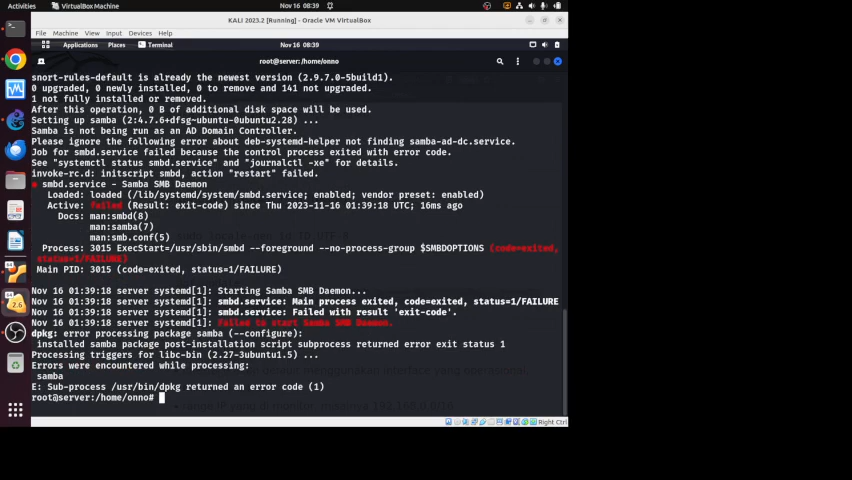 Activities
VirtualBox Machine
Nov 16 08:39
KALI 2023.2 [Running] - Oracle VM VirtualBox
File Machine View Input Devices Help
Applications Places Terminal
Nov 16 08:39
root@server: /home/onno
snort-rules-default is already the newest version (2.9.7.0-5build1).
0 upgraded, 0 newly installed, 0 to remove and 141 not upgraded.
1 not fully installed or removed.
After this operation, 0 B of additional disk space will be used.
Setting up samba (2:4.7.6+dfsg~ubuntu-0ubuntu2.28) ...
Samba is not being run as an AD Domain Controller.
Please ignore the following error about deb-systemd-helper not finding samba-ad-dc.service.
Job for smbd.service failed because the control process exited with error code.
See "systemctl status smbd.service" and "journalctl -xe" for details.
invoke-rc.d: initscript smbd, action "restart" failed.
● smbd.service - Samba SMB Daemon
Loaded: loaded (/lib/systemd/system/smbd.service; enabled; vendor preset: enabled)
Active: failed (Result: exit-code) since Thu 2023-11-16 01:39:18 UTC; 16ms ago
Docs: man:smbd(8)
man:samba(7)
man:smb.conf(5)
Process: 3015 ExecStart=/usr/sbin/smbd --foreground --no-process-group $SMBDOPTIONS (code=exited,
status=1/FAILURE)
Main PID: 3015 (code=exited, status=1/FAILURE)
Nov 16 01:39:18 server systemd[1]: Starting Samba SMB Daemon...
Nov 16 01:39:18 server systemd[1]: smbd.service: Main process exited, code=exited, status=1/FAILURE
Nov 16 01:39:18 server systemd[1]: smbd.service: Failed with result 'exit-code'.
Nov 16 01:39:18 server systemd[1]: Failed to start Samba SMB Daemon.
dpkg: error processing package samba (--configure):
installed samba package post-installation script subprocess returned error exit status 1
Processing triggers for libc-bin (2.27-3ubuntu1.5) ...
Errors were encountered while processing:
samba
E: Sub-process /usr/bin/dpkg returned an error code (1)
root@server:/home/onno#
Right Ctrl